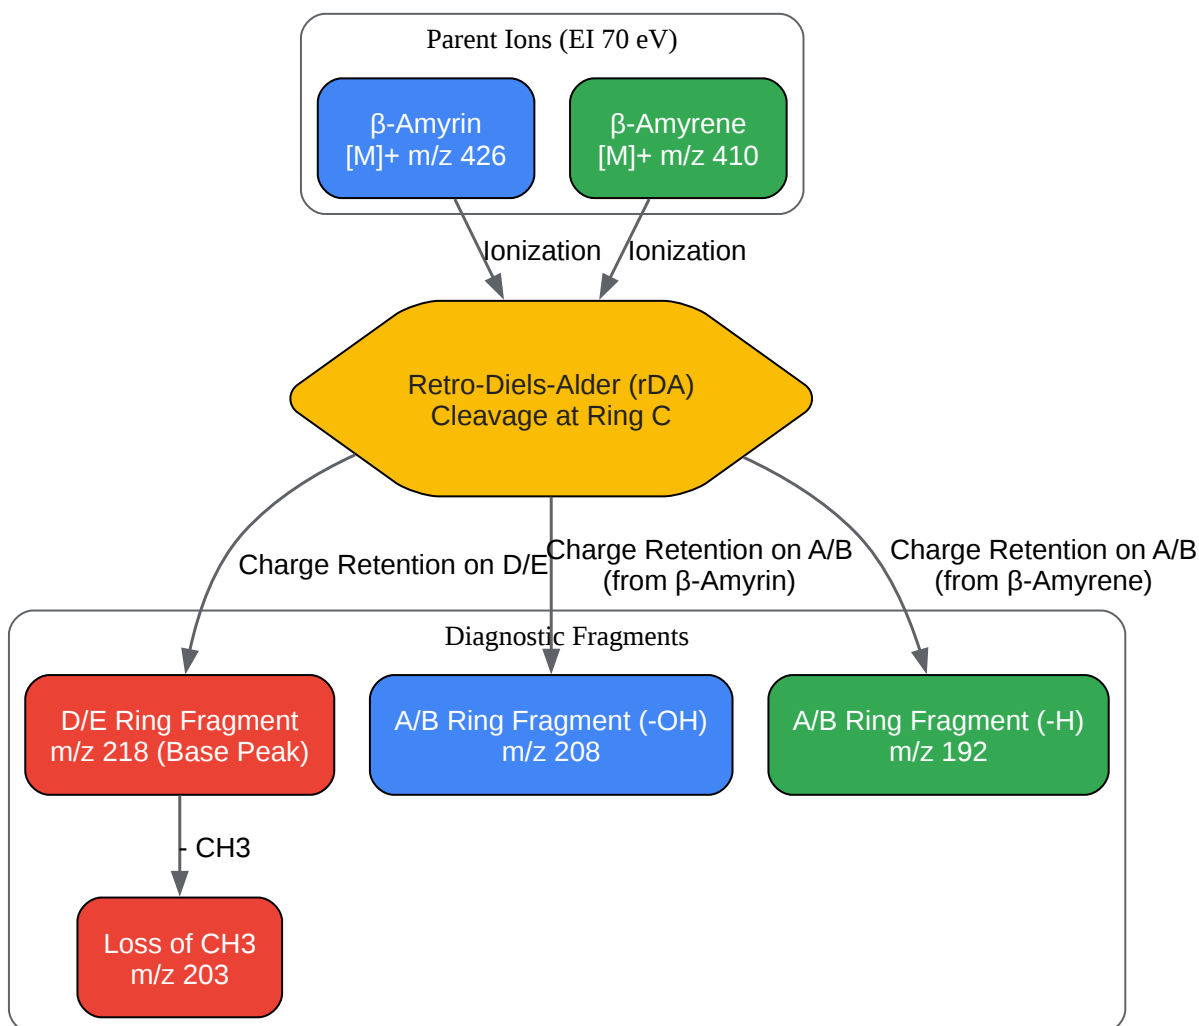 Parent Ions (EI 70 eV)
β-Amyrin
[M]+ m/z 426
β-Amyrene
[M]+ m/z 410
Ionization
Ionization
Retro-Diels-Alder (rDA)
Cleavage at Ring C
Charge Retention on D/E
Charge Retention on A/B
(from β-Amyrin)
Charge Retention on A/B
(from β-Amyrene)
Diagnostic Fragments
D/E Ring Fragment
m/z 218 (Base Peak)
A/B Ring Fragment (-OH)
m/z 208
A/B Ring Fragment (-H)
m/z 192
- CH3
Loss of CH3
m/z 203